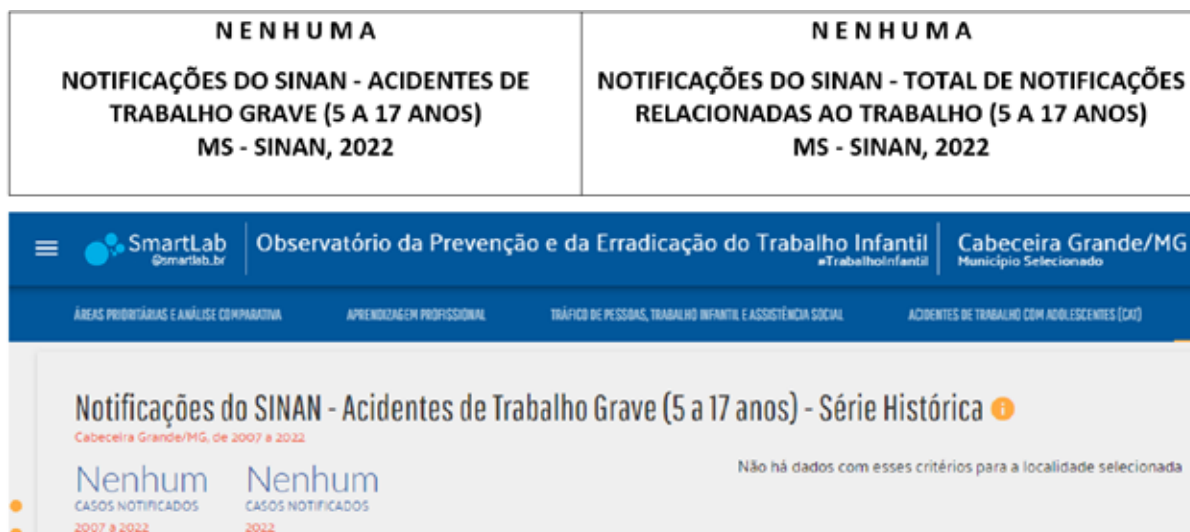 NENHUMA
NOTIFICAÇÕES DO SINAN - ACIDENTES DE
TRABALHO GRAVE (5 A 17 ANOS)
MS - SINAN, 2022
NENHUMA
NOTIFICAÇÕES DO SINAN - TOTAL DE NOTIFICAÇÕES
RELACIONADAS AO TRABALHO (5 A 17 ANOS)
MS - SINAN, 2022
SmartLab
@smartlab.br
Observatório da Prevenção e da Erradicação do Trabalho Infantil
#TrabalhoInfantil
Cabeceira Grande/MG
Município Selecionado
ÁREAS PRIORITÁRIAS E ANÁLISE COMPARATIVA
APRENDIZAGEM PROFISSIONAL
TRÁFICO DE PESSOAS, TRABALHO INFANTIL E ASSISTÊNCIA SOCIAL
ACIDENTES DE TRABALHO COM ADOLESCENTES (CAT)
Notificações do SINAN - Acidentes de Trabalho Grave (5 a 17 anos) - Série Histórica
Cabeceira Grande/MG, de 2007 a 2022
Nenhum
CASOS NOTIFICADOS
2007 a 2022
Nenhum
CASOS NOTIFICADOS
2022
Não há dados com esses critérios para a localidade selecionada